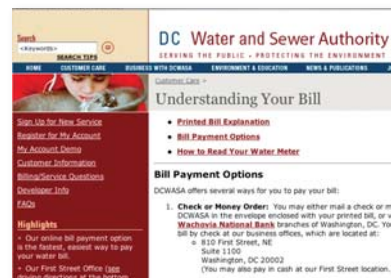 Search
<keywords>
SEARCH TIPS
DC Water and Sewer Authority
SERVING THE PUBLIC • PROTECTING THE ENVIRONMENT
HOME CUSTOMER CARE BUSINESS WITH DCWASA ENVIRONMENT & EDUCATION NEWS & PUBLICATIONS
Customer Care >
Understanding Your Bill
• Printed Bill Explanation
• Bill Payment Options
• How to Read Your Water Meter
Sign Up for New Service
Register for My Account
My Account Demo
Customer Information
Billing/Service Questions
Developer Info
FAQs
Highlights
• Our online bill payment option
is the fastest, easiest way to pay
your water bill.
• Our First Street Office (see
driving directions at the bottom
Bill Payment Options
DCWASA offers several ways for you to pay your bill:
1. Check or Money Order: You may either mail a check or m
DCWASA in the envelope enclosed with your printed bill, or v
Wachovia National Bank branches of Washington, DC. Yo
bill by check at our business offices, which are located at:
○ 810 First Street, NE
Suite 1100
Washington, DC 20002
(You may also pay in cash at our First Street location